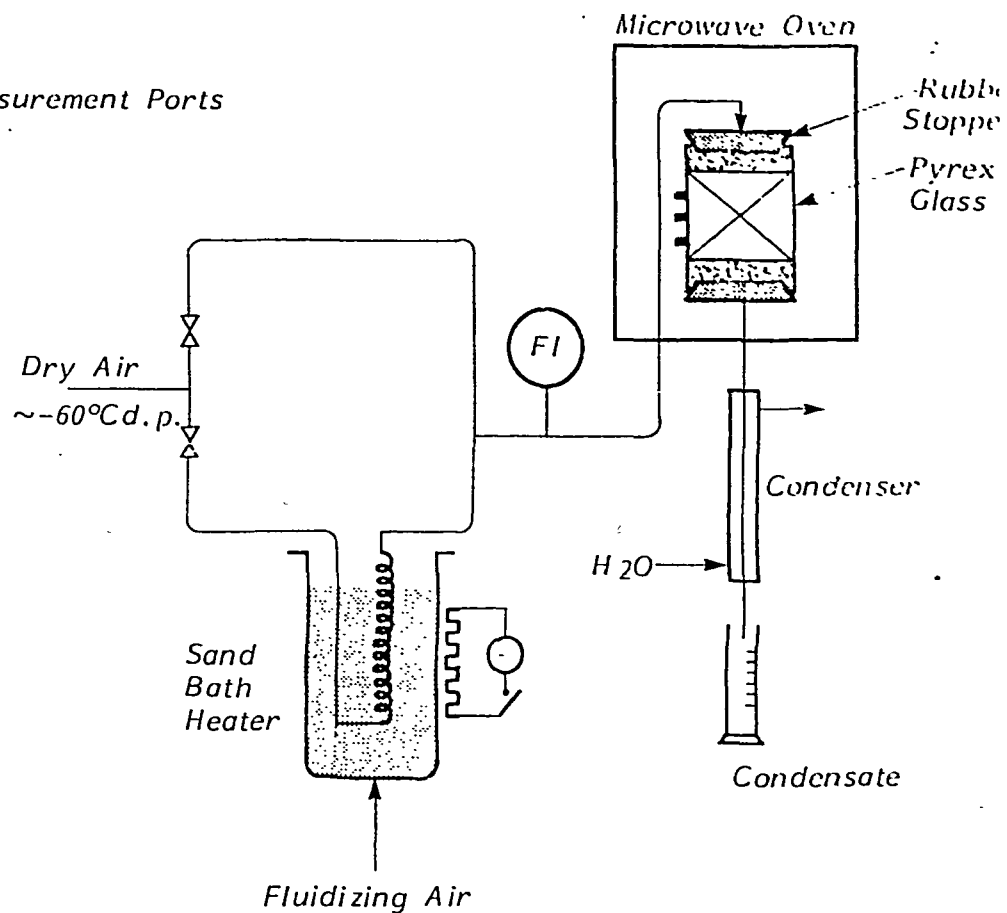 Microwave Oven
surement Ports
Rubbe
Stoppe
Pyrex
Glass
FI
Dry Air
~-60°Cd.p.
Condenser
H2O
Sand
Bath
Heater
Condensate
Fluidizing Air